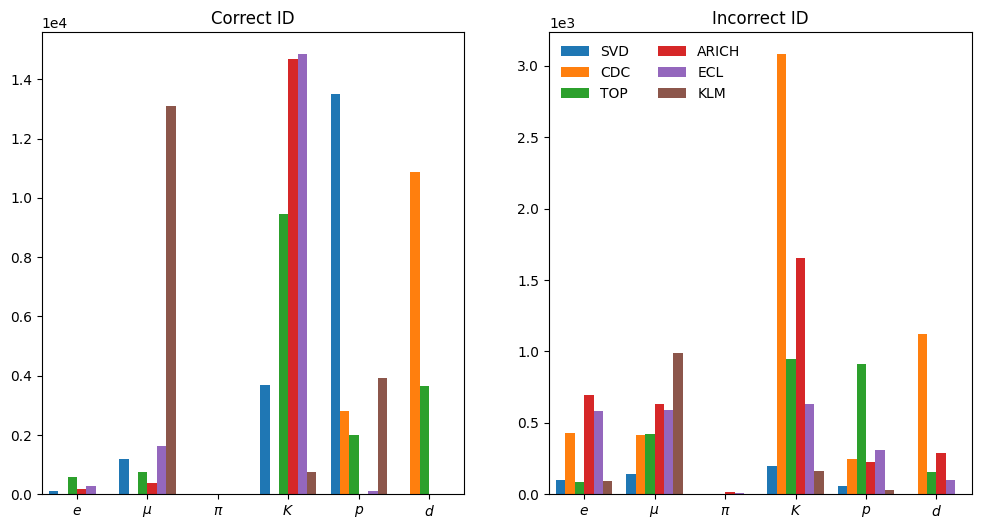 Correct ID
1e4
1.4
1.2
1.0
0.8
0.6
0.4
0.2
0.0
e μ π K p d
Incorrect ID
1e3
SVD ARICH
CDC ECL
TOP KLM
3.0
2.5
2.0
1.5
1.0
0.5
0.0
e μ π K p d